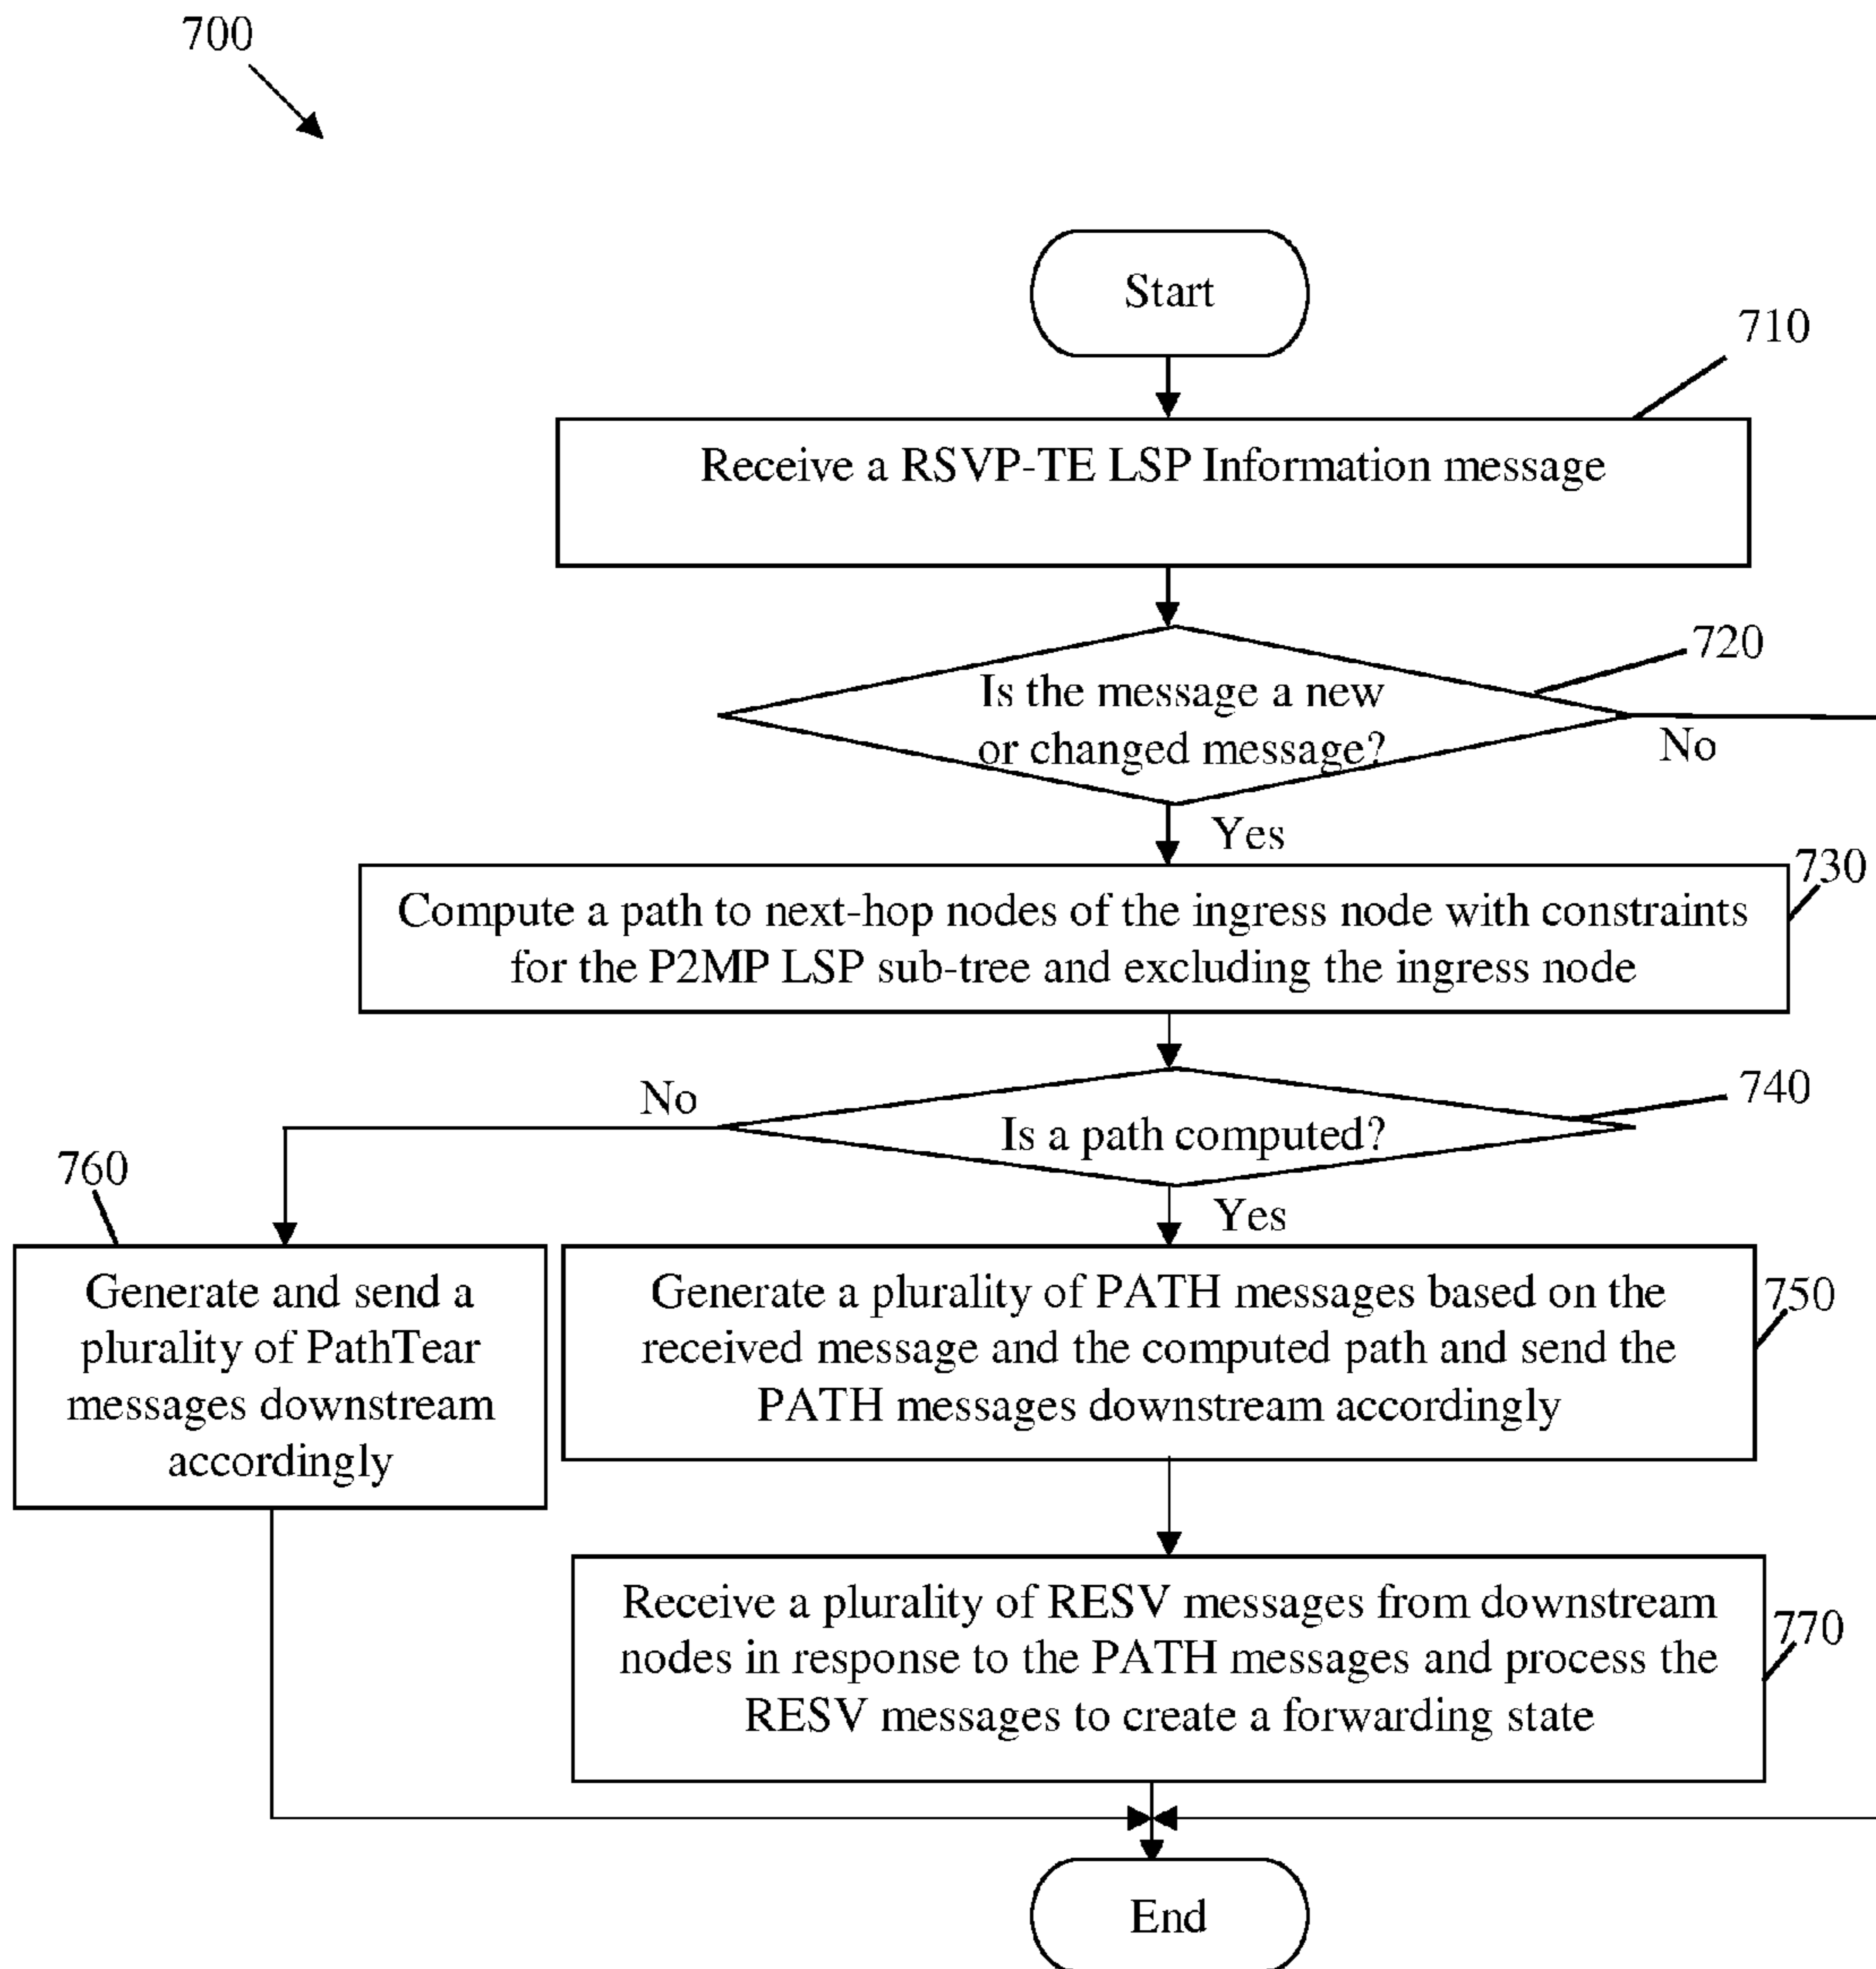 700
Start
710
Receive a RSVP-TE LSP Information message
720
Is the message a new
or changed message?
No
Yes
730
Compute a path to next-hop nodes of the ingress node with constraints
for the P2MP LSP sub-tree and excluding the ingress node
No
740
Is a path computed?
760
Yes
Generate and send a
plurality of PathTear
messages downstream
accordingly
750
Generate a plurality of PATH messages based on the
received message and the computed path and send the
PATH messages downstream accordingly
Receive a plurality of RESV messages from downstream
nodes in response to the PATH messages and process the
RESV messages to create a forwarding state
770
End